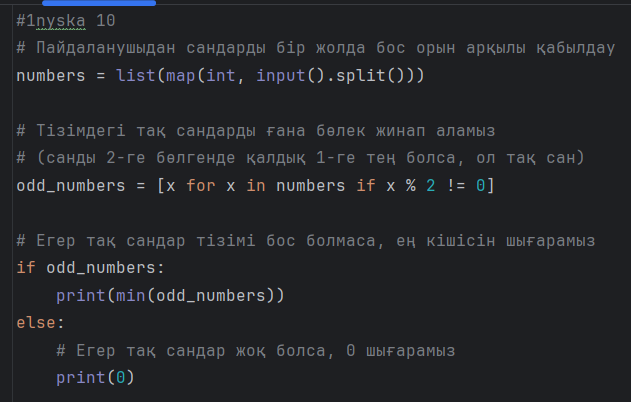 #1nyska 10
# Пайдаланушыдан сандарды бір жолда бос орын арқылы қабылдау
numbers = list(map(int, input().split()))
# Тізімдегі тақ сандарды ғана бөлек жинап аламыз
# (санды 2-ге бөлгенде қалдық 1-ге тең болса, ол тақ сан)
odd_numbers = [x for x in numbers if x % 2 != 0]
# Егер тақ сандар тізімі бос болмаса, ең кішісін шығарамыз
if odd_numbers:
    print(min(odd_numbers))
else:
    # Егер тақ сандар жоқ болса, 0 шығарамыз
    print(0)